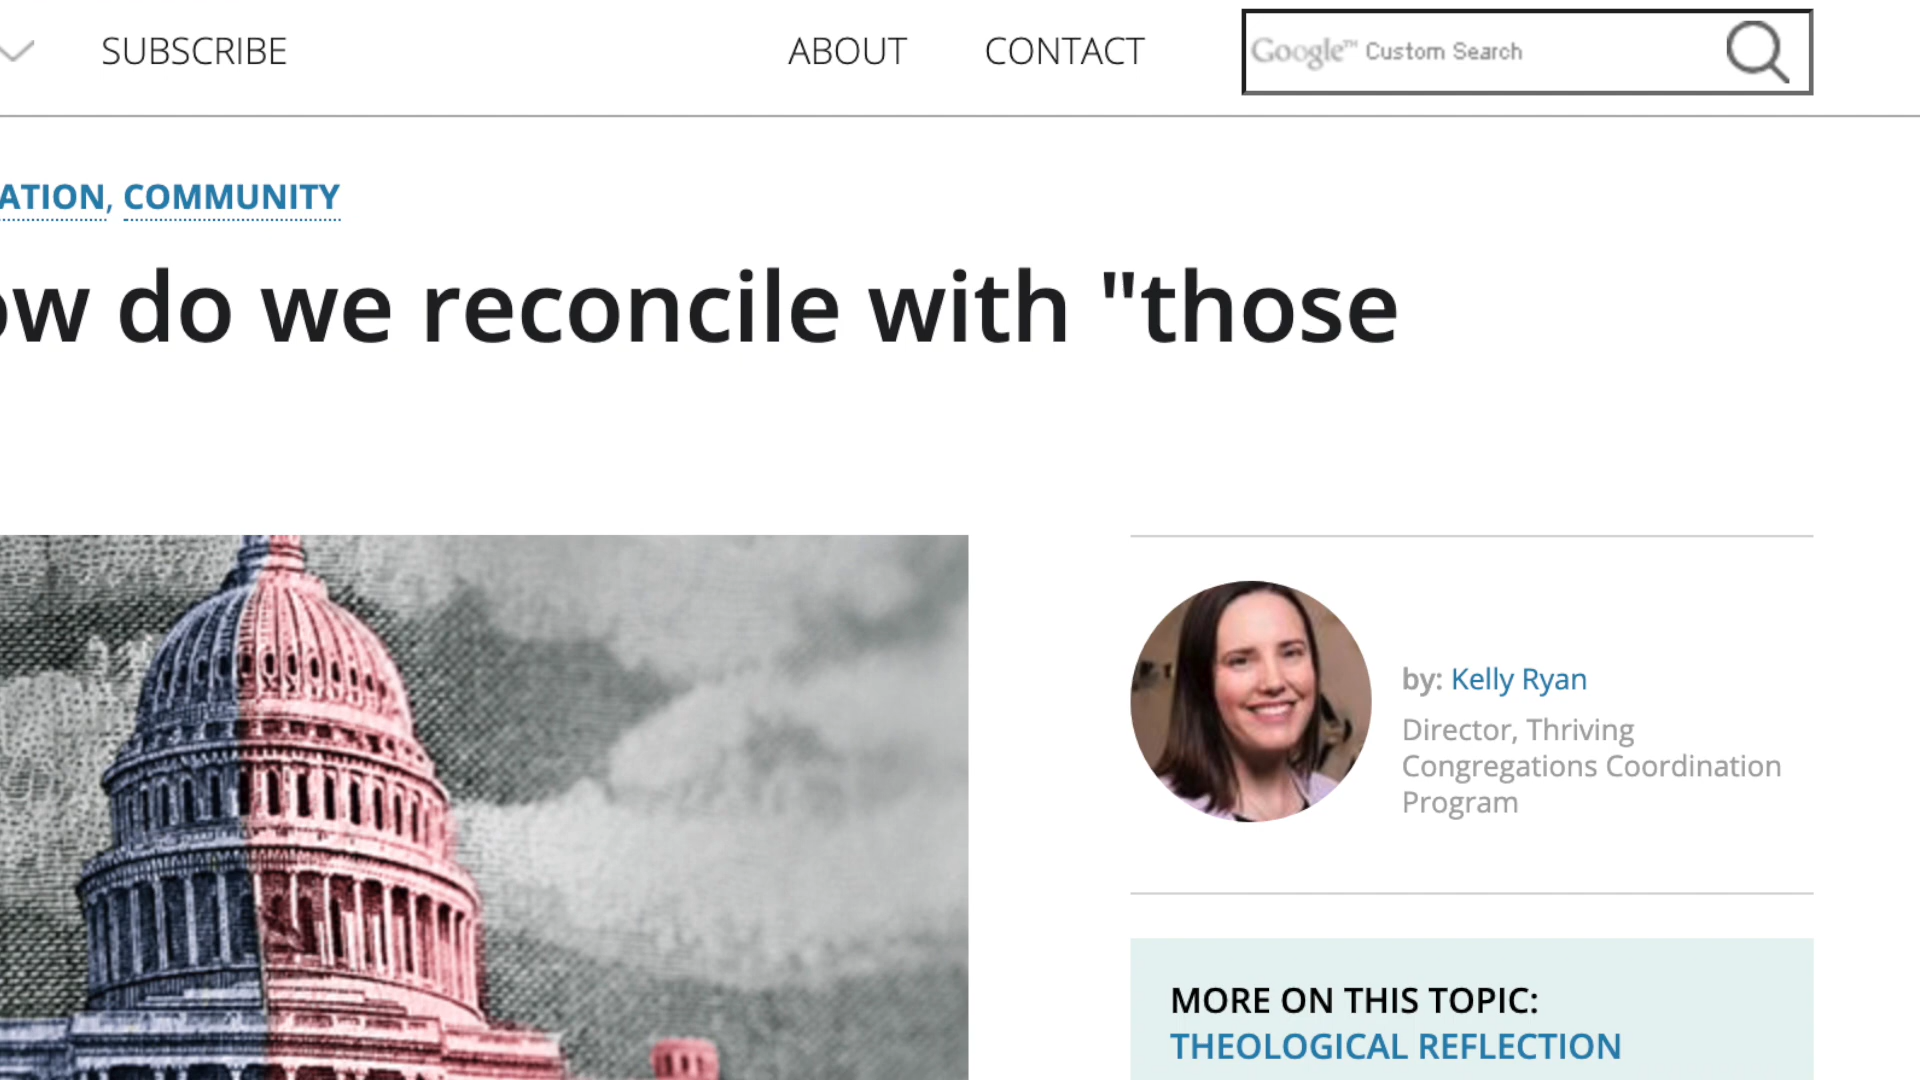 SUBSCRIBE ABOUT CONTACT Google™ Custom Search
ATION, COMMUNITY
ow do we reconcile with "those
by: Kelly Ryan
Director, Thriving
Congregations Coordination
Program
MORE ON THIS TOPIC:
THEOLOGICAL REFLECTION